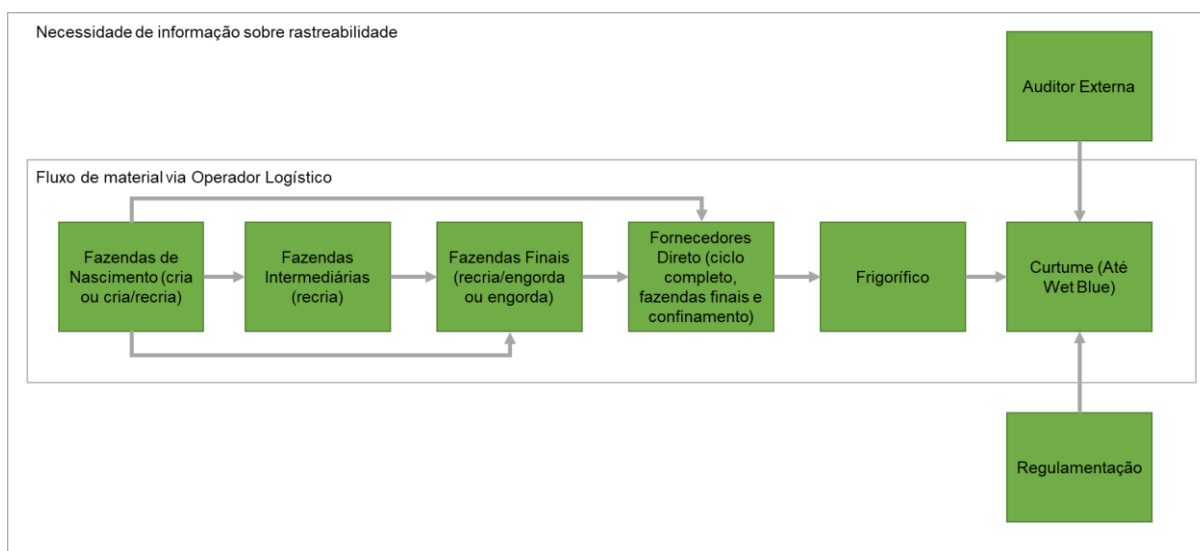 Necessidade de informação sobre rastreabilidade
Auditor Externa
Fluxo de material via Operador Logístico
Fazendas de
Nascimento (cria
ou cria/recria)
Fazendas
Intermediárias
(recria)
Fazendas Finais
(recria/engorda
ou engorda)
Fornecedores
Direto (ciclo
completo,
fazendas finais e
confinamento)
Frigorífico
Curtume (Até
Wet Blue)
Regulamentação